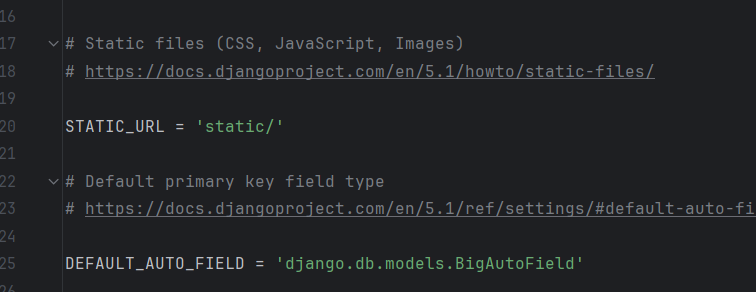 16
17 # Static files (CSS, JavaScript, Images)
18 # https://docs.djangoproject.com/en/5.1/howto/static-files/
19
20 STATIC_URL = 'static/'
21
22 # Default primary key field type
23 # https://docs.djangoproject.com/en/5.1/ref/settings/#default-auto-fi
24
25 DEFAULT_AUTO_FIELD = 'django.db.models.BigAutoField'
26